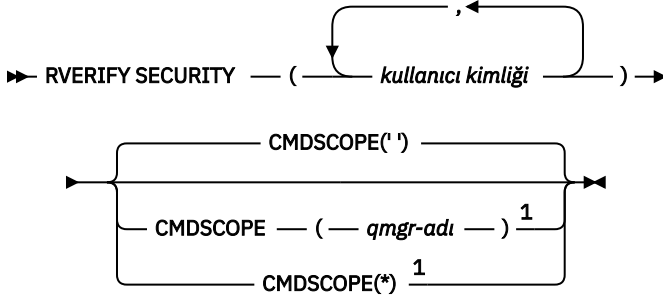 ,
RVERIFY SECURITY ( kullanıcı kimliği )
CMDSCOPE(' ')
CMDSCOPE ( qmgr-adı ) 1
CMDSCOPE(*) 1